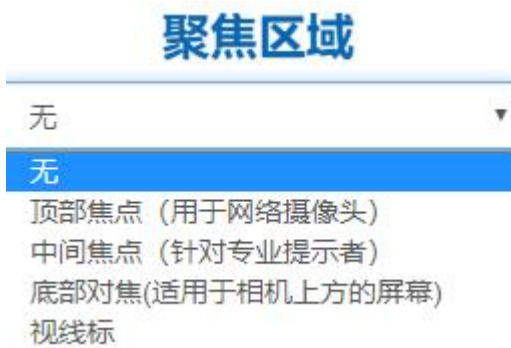 聚焦区域
无
无
顶部焦点（用于网络摄像头）
中间焦点（针对专业提示者）
底部对焦(适用于相机上方的屏幕)
视线标